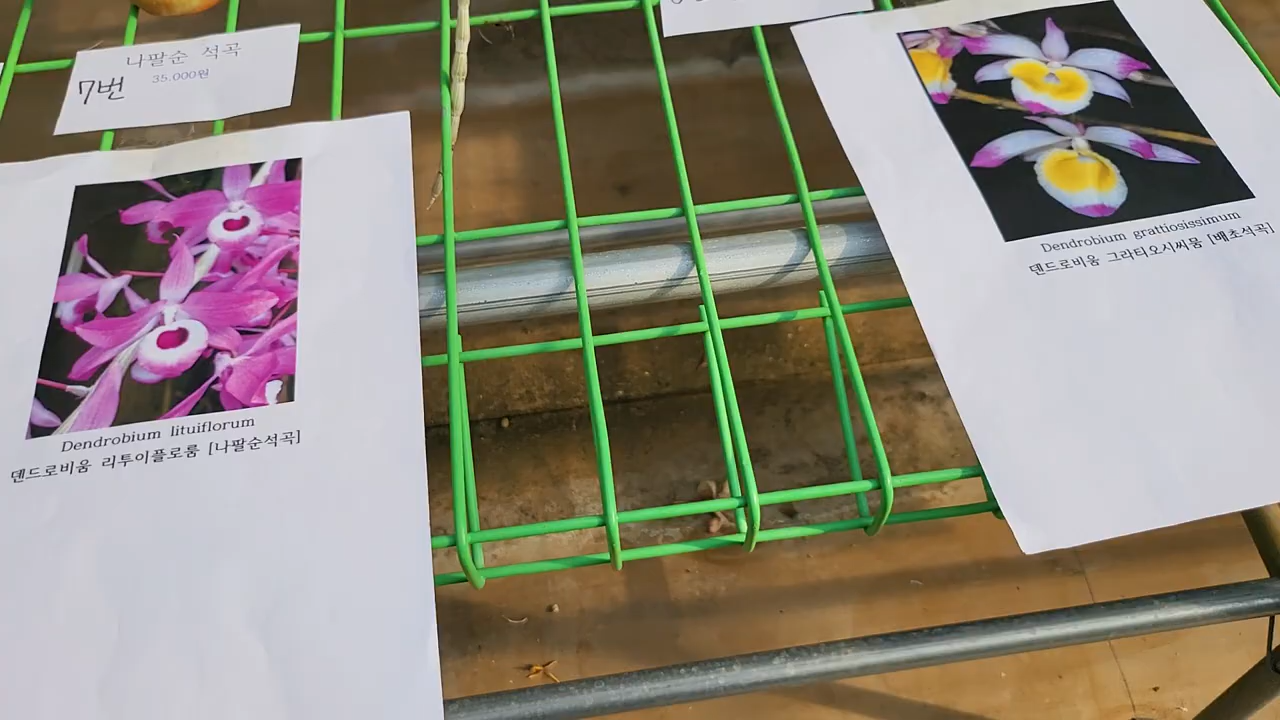 나팔순 석곡
35.000원
7번
Dendrobium lituiflorum
덴드로비움 리투이플로룸 [나팔순석곡]
Dendrobium grattiosissimum
덴드로비움 그라티오시씨뭄 [배초석곡]